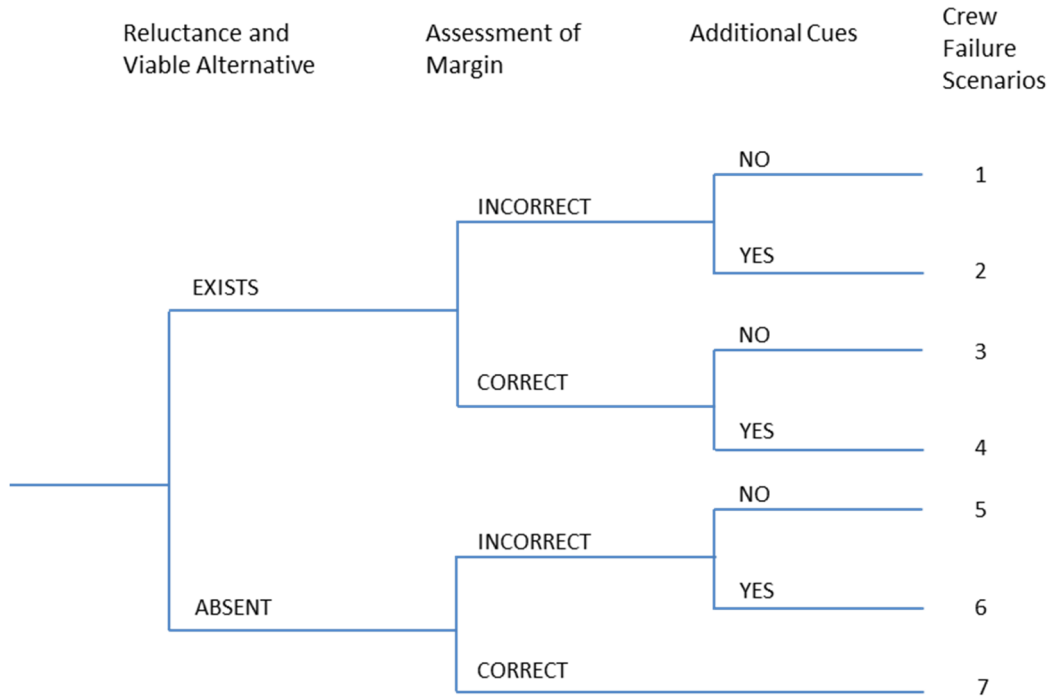 Reluctance and
Viable Alternative
Assessment of
Margin
Additional Cues
Crew
Failure
Scenarios
NO
1
INCORRECT
YES
2
EXISTS
NO
3
CORRECT
YES
4
NO
5
INCORRECT
YES
6
ABSENT
CORRECT
7